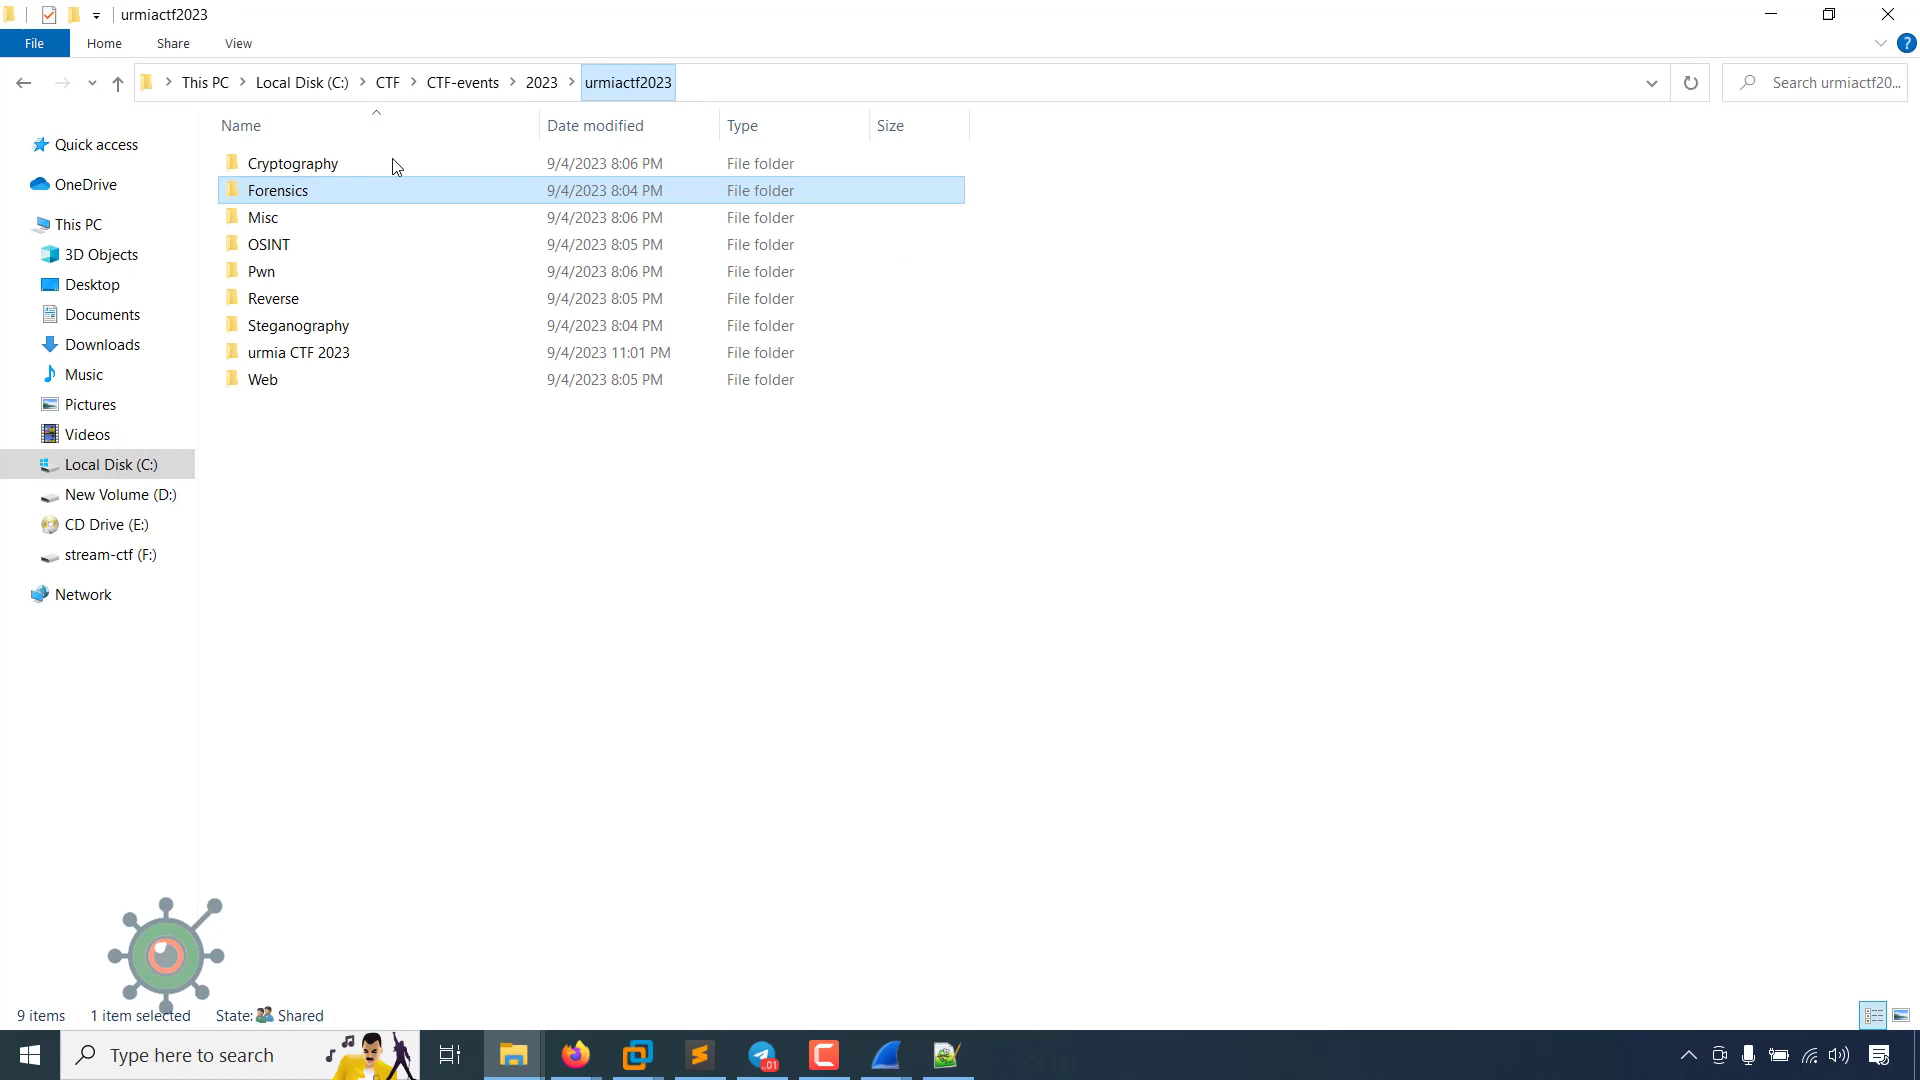 urmiactf2023
File Home Share View
This PC Local Disk (C:) CTF CTF-events 2023 urmiactf2023 Search urmiactf20...
Name Date modified Type Size
Quick access
OneDrive
This PC
3D Objects
Desktop
Documents
Downloads
Music
Pictures
Videos
Local Disk (C:)
New Volume (D:)
CD Drive (E:)
stream-ctf (F:)
Network
Cryptography 9/4/2023 8:06 PM File folder
Forensics 9/4/2023 8:04 PM File folder
Misc 9/4/2023 8:06 PM File folder
OSINT 9/4/2023 8:05 PM File folder
Pwn 9/4/2023 8:06 PM File folder
Reverse 9/4/2023 8:05 PM File folder
Steganography 9/4/2023 8:04 PM File folder
urmia CTF 2023 9/4/2023 11:01 PM File folder
Web 9/4/2023 8:05 PM File folder
9 items 1 item selected State: Shared
Type here to search
..01